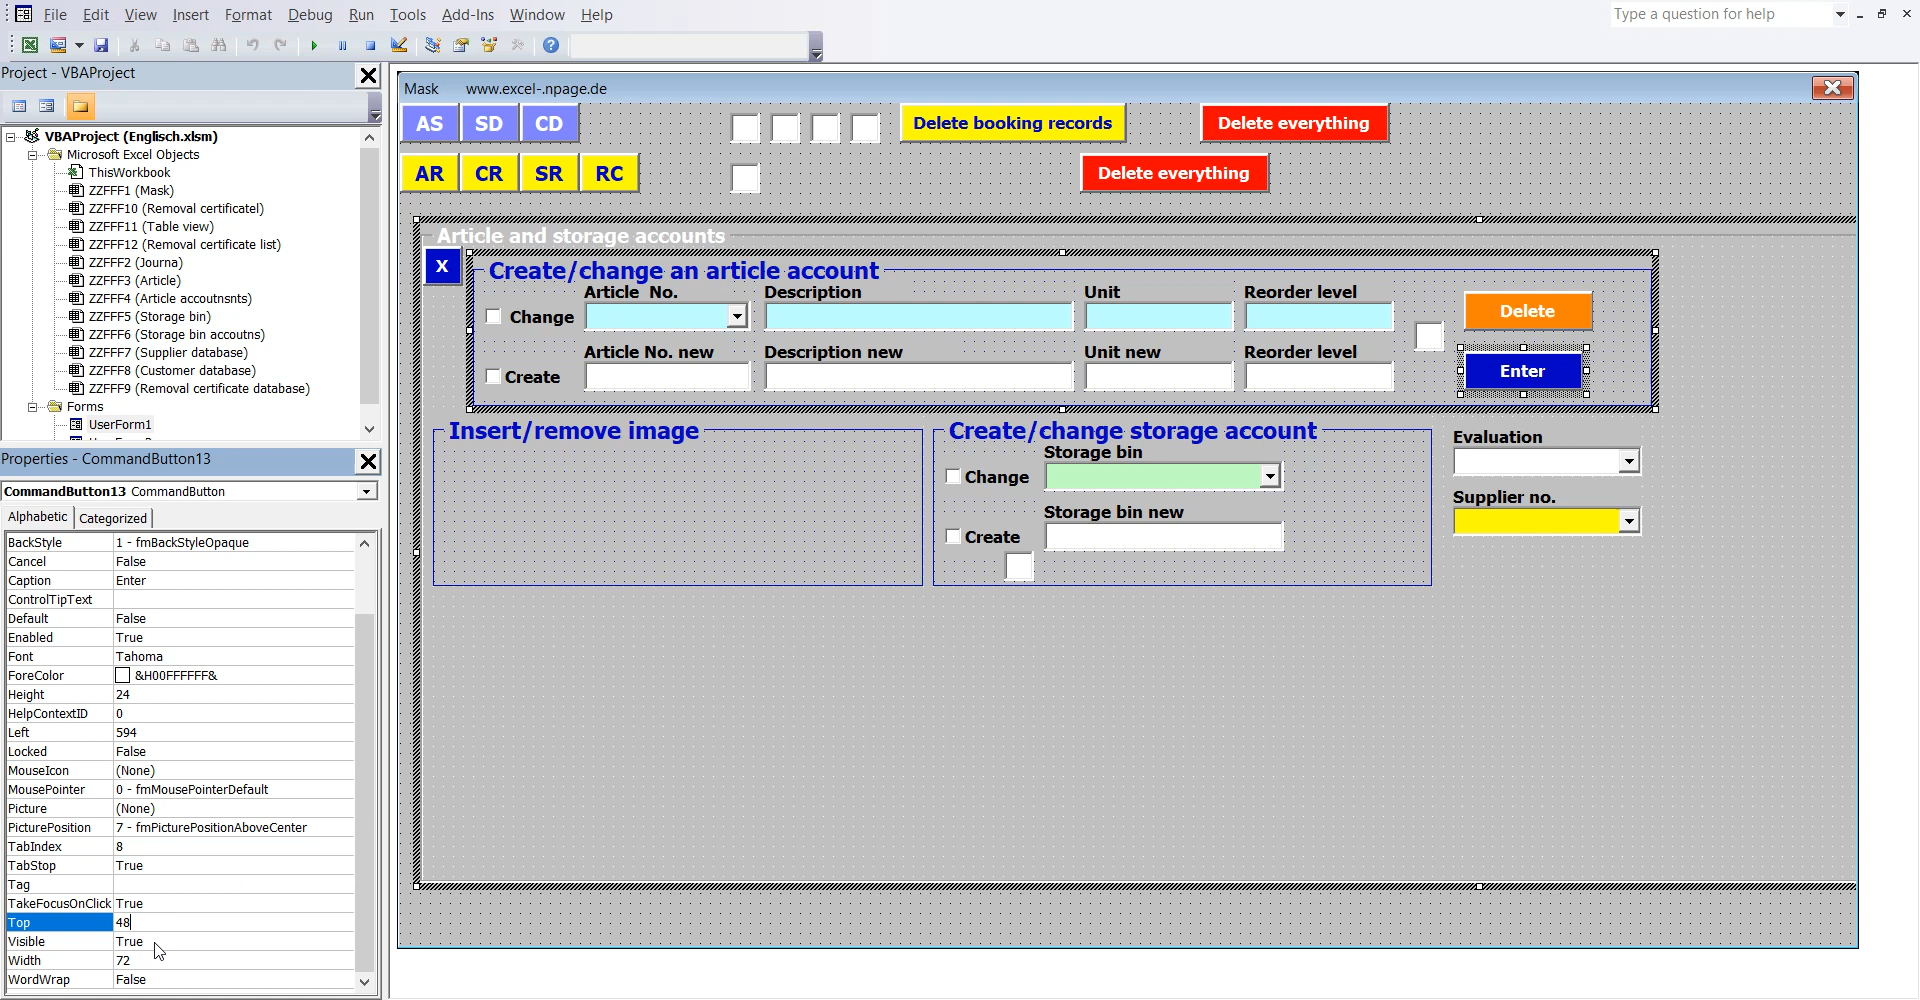 File Edit View Insert Format Debug Run Tools Add-Ins Window Help
Type a question for help
Project - VBAProject
VBAProject (Englisch.xlsm)
Microsoft Excel Objects
ThisWorkbook
ZZFFF1 (Mask)
ZZFFF10 (Removal certificatel)
ZZFFF11 (Table view)
ZZFFF12 (Removal certificate list)
ZZFFF2 (Journa)
ZZFFF3 (Article)
ZZFFF4 (Article accoutnsnts)
ZZFFF5 (Storage bin)
ZZFFF6 (Storage bin accoutns)
ZZFFF7 (Supplier database)
ZZFFF8 (Customer database)
ZZFFF9 (Removal certificate database)
Forms
UserForm1
Properties - CommandButton13
CommandButton13 CommandButton
Alphabetic Categorized
BackStyle 1 - fmBackStyleOpaque
Cancel False
Caption Enter
ControlTipText
Default False
Enabled True
Font Tahoma
ForeColor &H00FFFFFF&
Height 24
HelpContextID 0
Left 594
Locked False
MouseIcon (None)
MousePointer 0 - fmMousePointerDefault
Picture (None)
PicturePosition 7 - fmPicturePositionAboveCenter
TabIndex 8
TabStop True
Tag
TakeFocusOnClick True
Top 48
Visible True
Width 72
WordWrap False
Mask www.excel-.npage.de
AS SD CD Delete booking records Delete everything
AR CR SR RC Delete everything
Article and storage accounts
X
Create/change an article account
Article No. Description Unit Reorder level
Change Delete
Article No. new Description new Unit new Reorder level
Create Enter
Insert/remove image
Create/change storage account
Storage bin
Change
Storage bin new
Create
Evaluation
Supplier no.